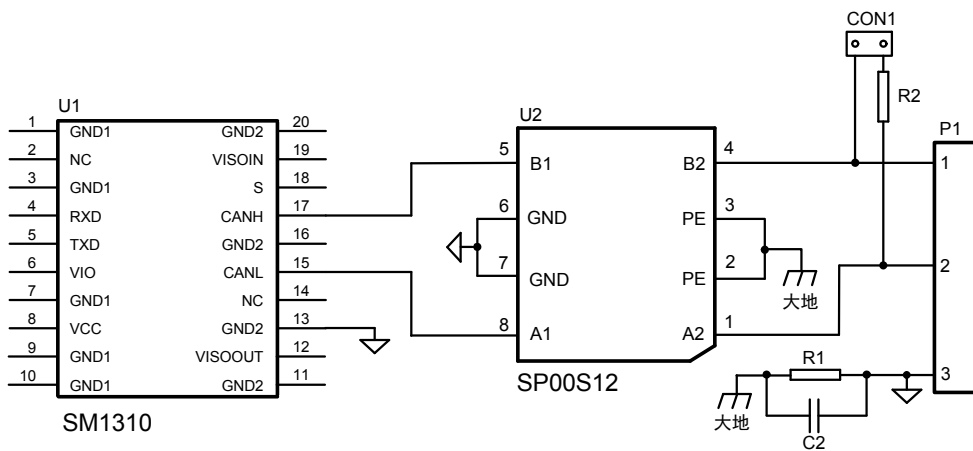 CON1
R2
P1
U1
1 GND1 GND2 20
2 NC VISOIN 19
3 GND1 S 18
4 RXD CANH 17
5 TXD GND2 16
6 VIO CANL 15
7 GND1 NC 14
8 VCC GND2 13
9 GND1 VISOOUT 12
10 GND1 GND2 11
SM1310
U2
5 B1 B2 4
6 GND PE 3
7 GND PE 2
8 A1 A2 1
SP00S12
大地
1
2
3
R1
大地
C2